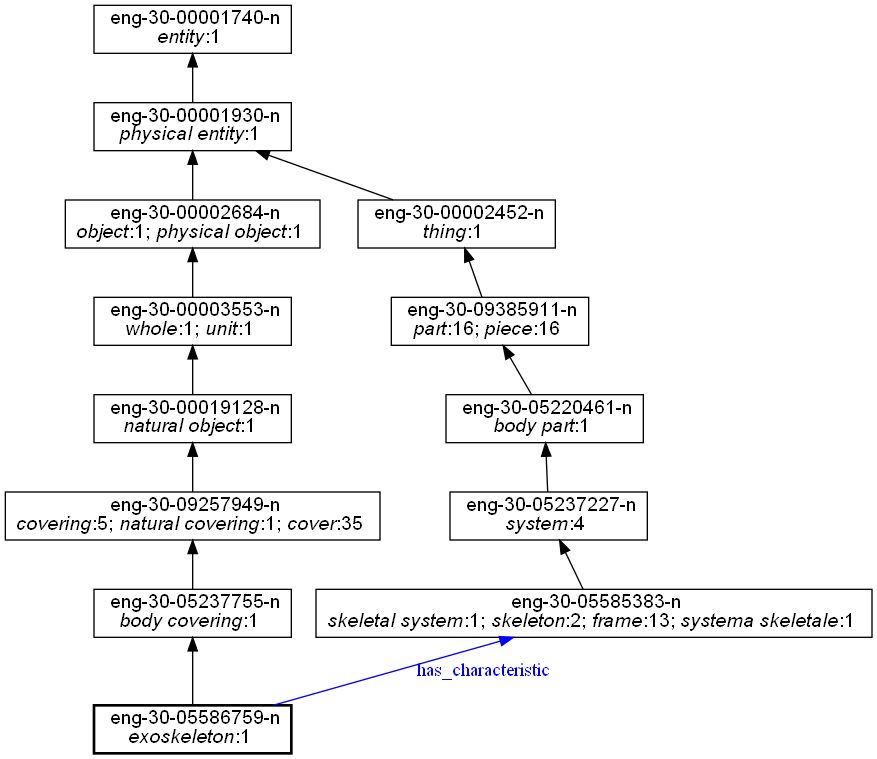 eng-30-00001740-n
entity:1
eng-30-00001930-n
physical entity:1
eng-30-00002684-n
object:1; physical object:1
eng-30-00002452-n
thing:1
eng-30-00003553-n
whole:1; unit:1
eng-30-09385911-n
part:16; piece:16
eng-30-00019128-n
natural object:1
eng-30-05220461-n
body part:1
eng-30-09257949-n
covering:5; natural covering:1; cover:35
eng-30-05237227-n
system:4
eng-30-05237755-n
body covering:1
eng-30-05585383-n
skeletal system:1; skeleton:2; frame:13; systema skeletale:1
has_characteristic
eng-30-05586759-n
exoskeleton:1